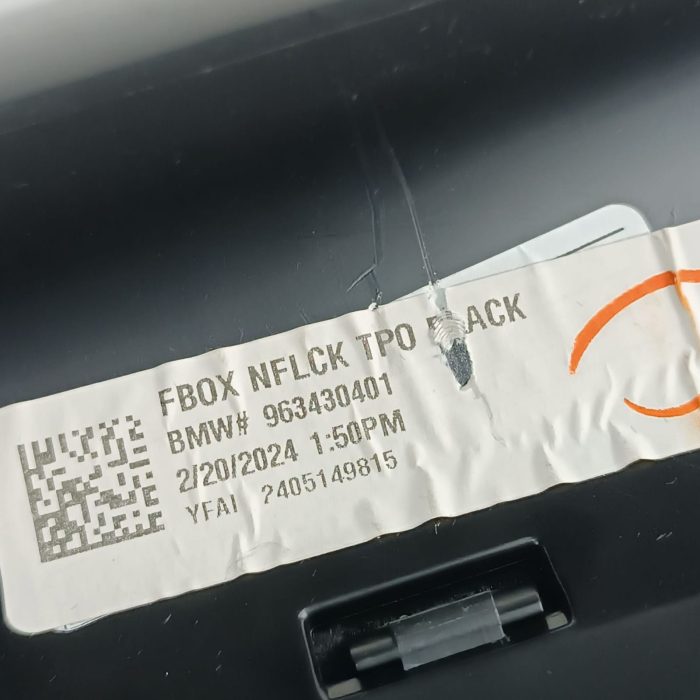 FBOX NFLCK TPO BLACK
BMW# 963430401
2/20/2024 1:50PM
YFAI 2405149815